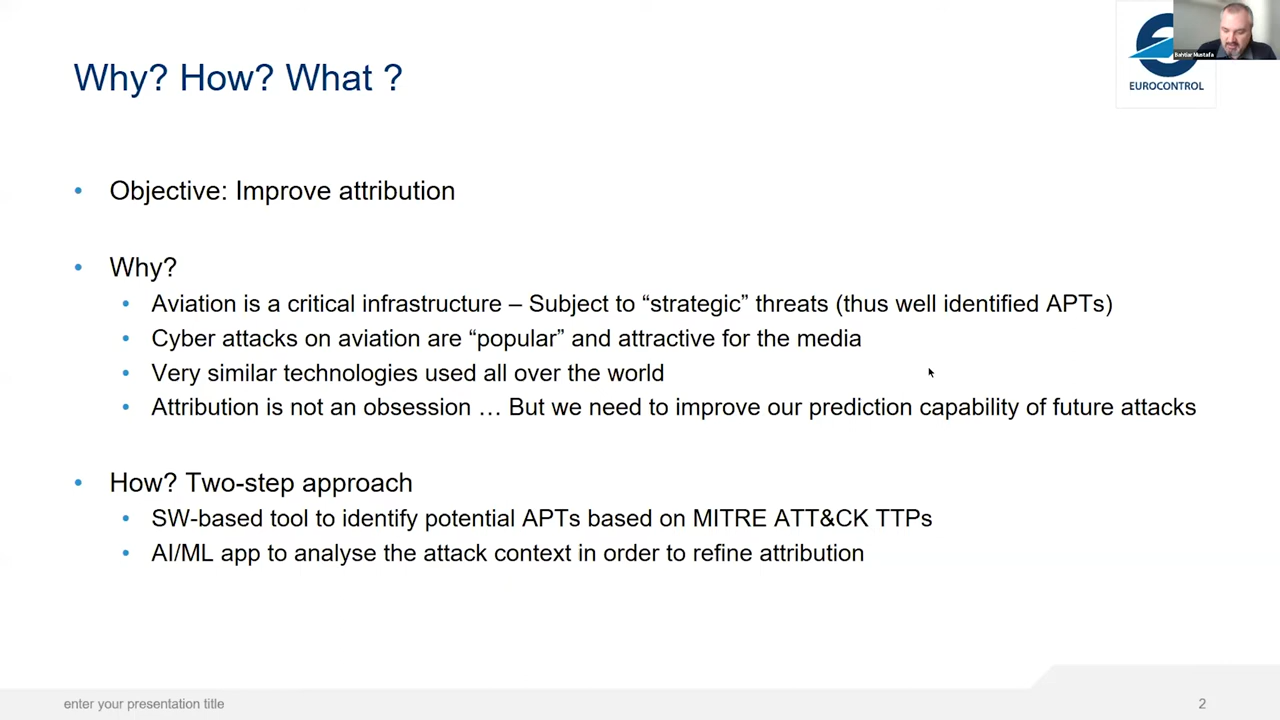 Why? How? What ?
Bahtiar Mustafa
EUROCONTROL
• Objective: Improve attribution
• Why?
• Aviation is a critical infrastructure – Subject to “strategic” threats (thus well identified APTs)
• Cyber attacks on aviation are “popular” and attractive for the media
• Very similar technologies used all over the world
• Attribution is not an obsession … But we need to improve our prediction capability of future attacks
• How? Two-step approach
• SW-based tool to identify potential APTs based on MITRE ATT&CK TTPs
• AI/ML app to analyse the attack context in order to refine attribution
enter your presentation title
2